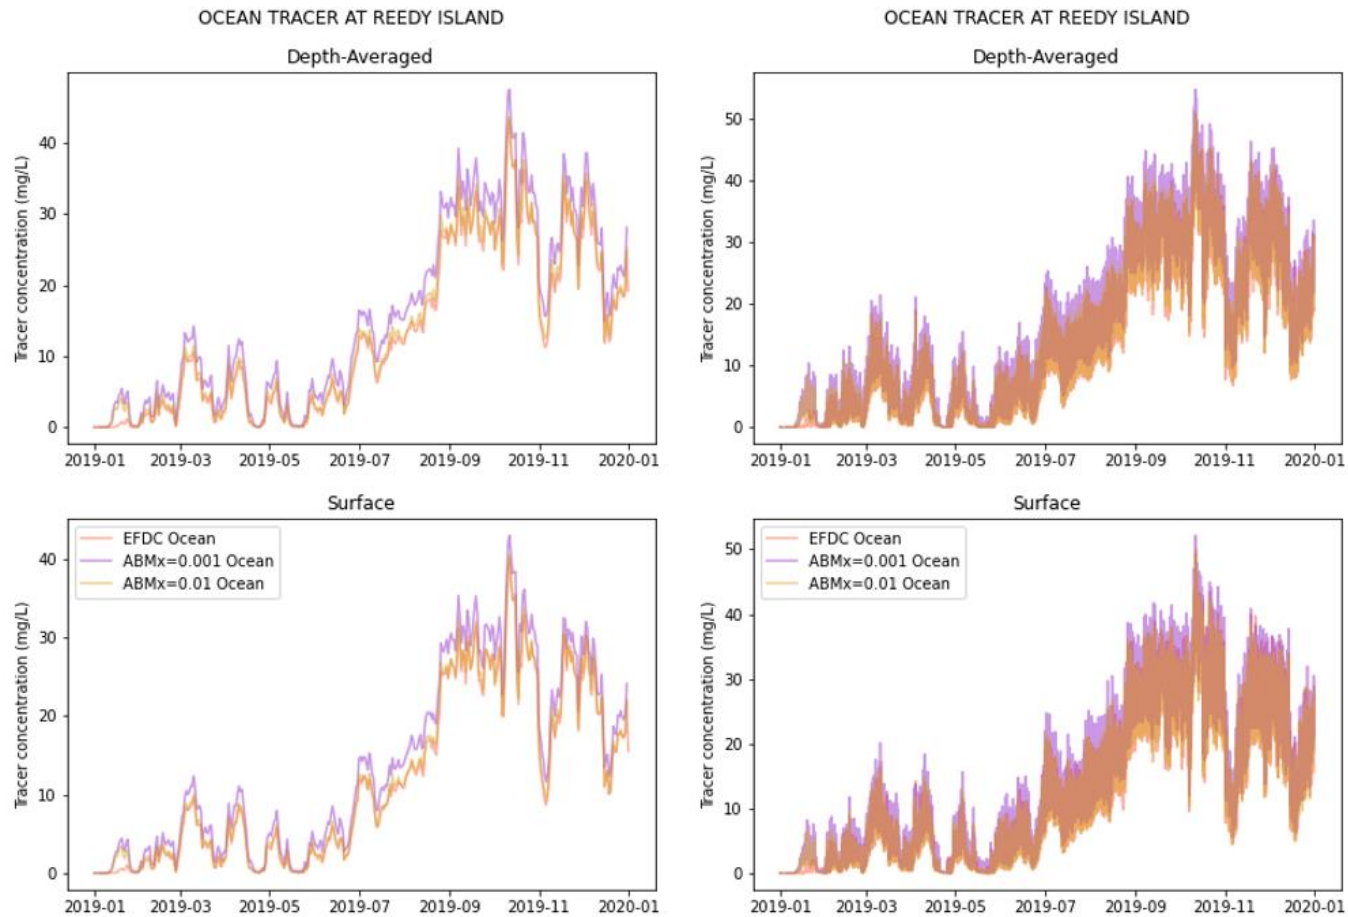 OCEAN TRACER AT REEDY ISLAND
Depth-Averaged
Tracer concentration (mg/L)
40
30
20
10
0
2019-01 2019-03 2019-05 2019-07 2019-09 2019-11 2020-01
OCEAN TRACER AT REEDY ISLAND
Depth-Averaged
Tracer concentration (mg/L)
50
40
30
20
10
0
2019-01 2019-03 2019-05 2019-07 2019-09 2019-11 2020-01
Surface
EFDC Ocean
ABMx=0.001 Ocean
ABMx=0.01 Ocean
Tracer concentration (mg/L)
40
30
20
10
0
2019-01 2019-03 2019-05 2019-07 2019-09 2019-11 2020-01
Surface
EFDC Ocean
ABMx=0.001 Ocean
ABMx=0.01 Ocean
Tracer concentration (mg/L)
50
40
30
20
10
0
2019-01 2019-03 2019-05 2019-07 2019-09 2019-11 2020-01